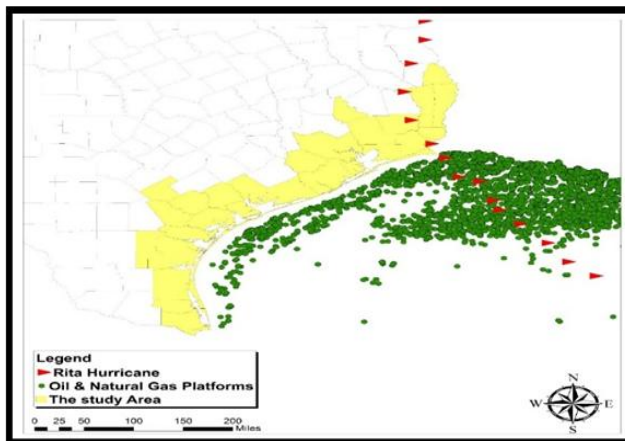 N
W E
S
Legend
Rita Hurricane
Oil & Natural Gas Platforms
The study Area
0 25 50 100 150 200
Miles